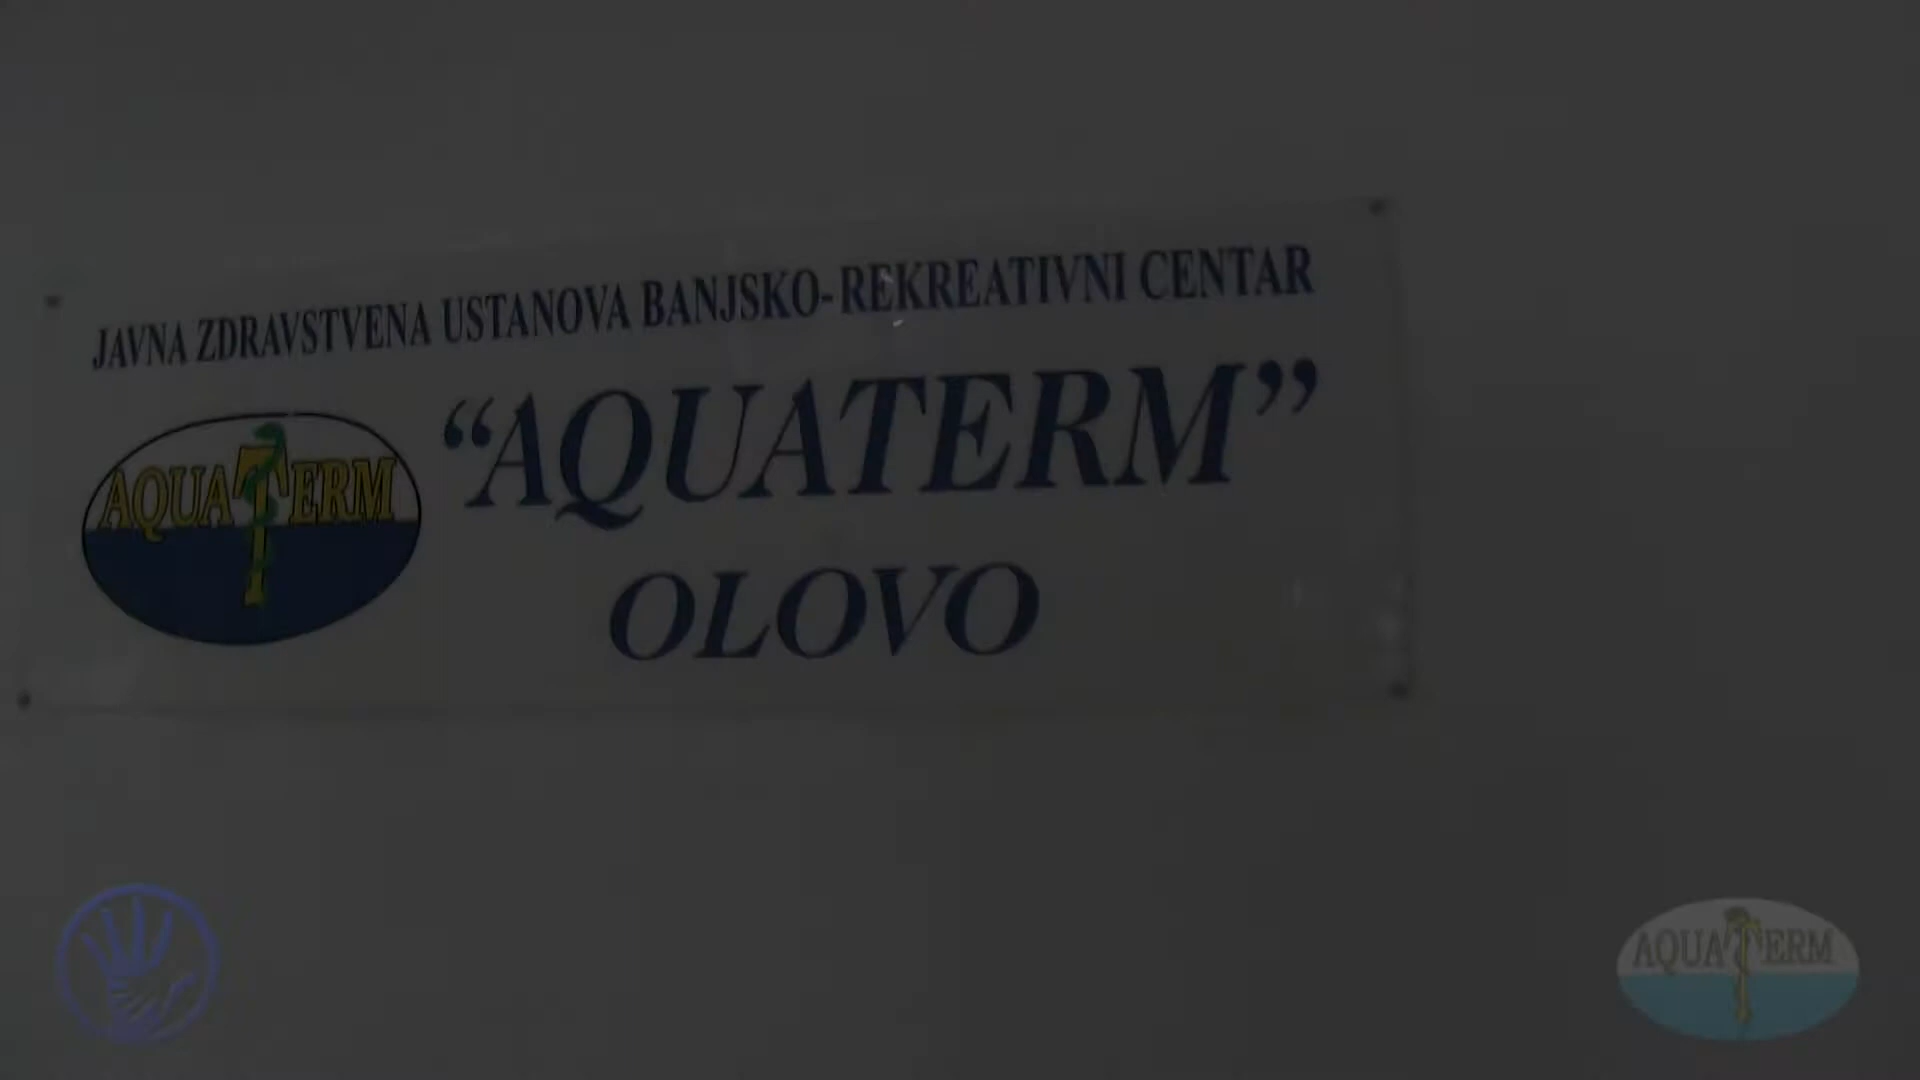 JAVNA ZDRAVSTVENA USTANOVA BANJSKO-REKREATIVNI CENTAR
AQUATERM
“AQUATERM”
OLOVO
AQUATERM